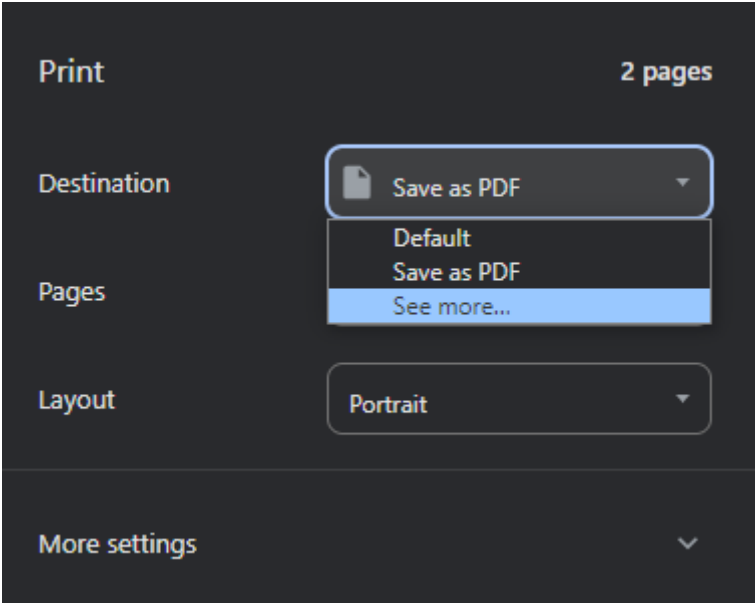 Print
2 pages
Destination
Save as PDF
Default
Save as PDF
See more...
Pages
Layout
Portrait
More settings